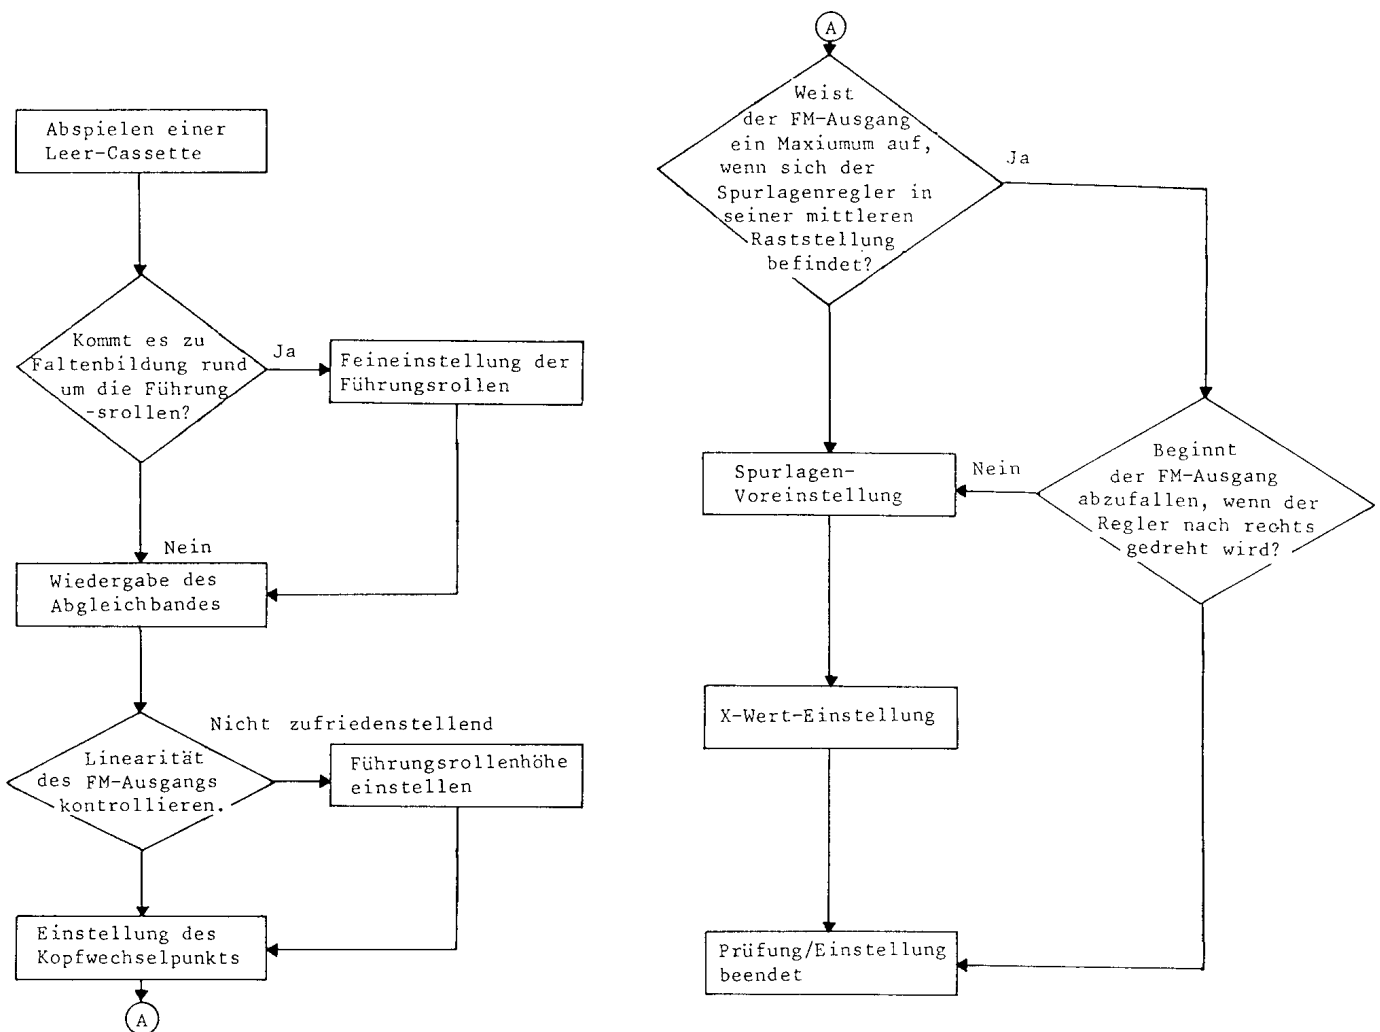 Abspielen einer
Leer-Cassette
Kommt es zu
Faltenbildung rund
um die Führung
-srollen?
Ja
Feineinstellung der
Führungsrollen
Nein
Wiedergabe des
Abgleichbandes
Nicht zufriedenstellend
Linearität
des FM-Ausgangs
kontrollieren.
Führungsrollenhöhe
einstellen
Einstellung des
Kopfwechselpunkts
A
A
Weist
der FM-Ausgang
ein Maxiumum auf,
wenn sich der
Spurlagenregler in
seiner mittleren
Raststellung
befindet?
Ja
Beginnt
der FM-Ausgang
abzufallen, wenn der
Regler nach rechts
gedreht wird?
Nein
Spurlagen-
Voreinstellung
X-Wert-Einstellung
Prüfung/Einstellung
beendet